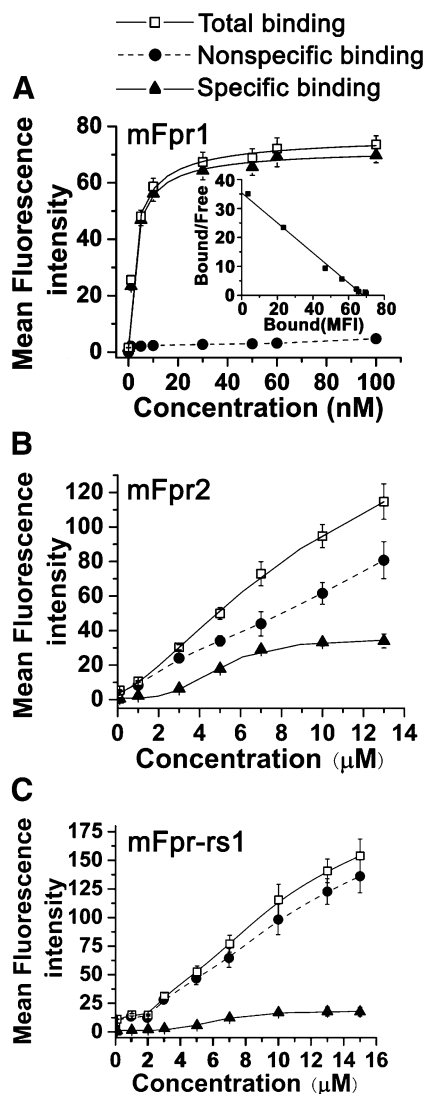 Total binding
Nonspecific binding
Specific binding
A
mFpr1
Mean Fluorescence
intensity
80
60
40
20
0
0 20 40 60 80 100
Concentration (nM)
Bound/Free
40
30
20
10
0
0 20 40 60 80
Bound(MFI)
B
mFpr2
Mean Fluorescence
intensity
120
100
80
60
40
20
0
0 2 4 6 8 10 12 14
Concentration (μM)
C
mFpr-rs1
Mean Fluorescence
intensity
175
150
125
100
75
50
25
0
0 2 4 6 8 10 12 14 16
Concentration (μM)